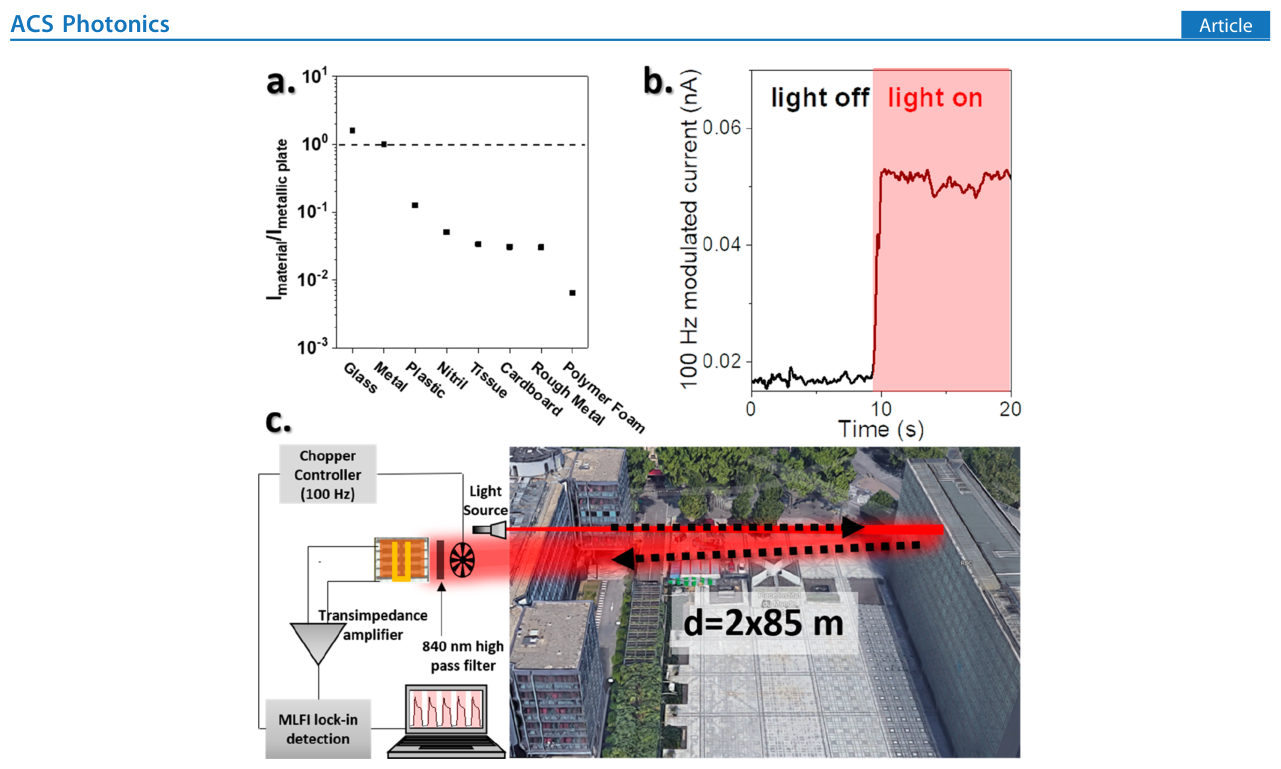 ACS Photonics
Article
a.
I material/I metallic plate
10^1
10^0
10^-1
10^-2
10^-3
Glass
Metal
Plastic
Nitril
Tissue
Cardboard
Rough Metal
Polymer Foam
b.
100 Hz modulated current (nA)
light off light on
0.06
0.04
0.02
0
10
20
Time (s)
c.
Chopper
Controller
(100 Hz)
Light
Source
Transimpedance
amplifier
840 nm high
pass filter
MLFI lock-in
detection
d=2x85 m